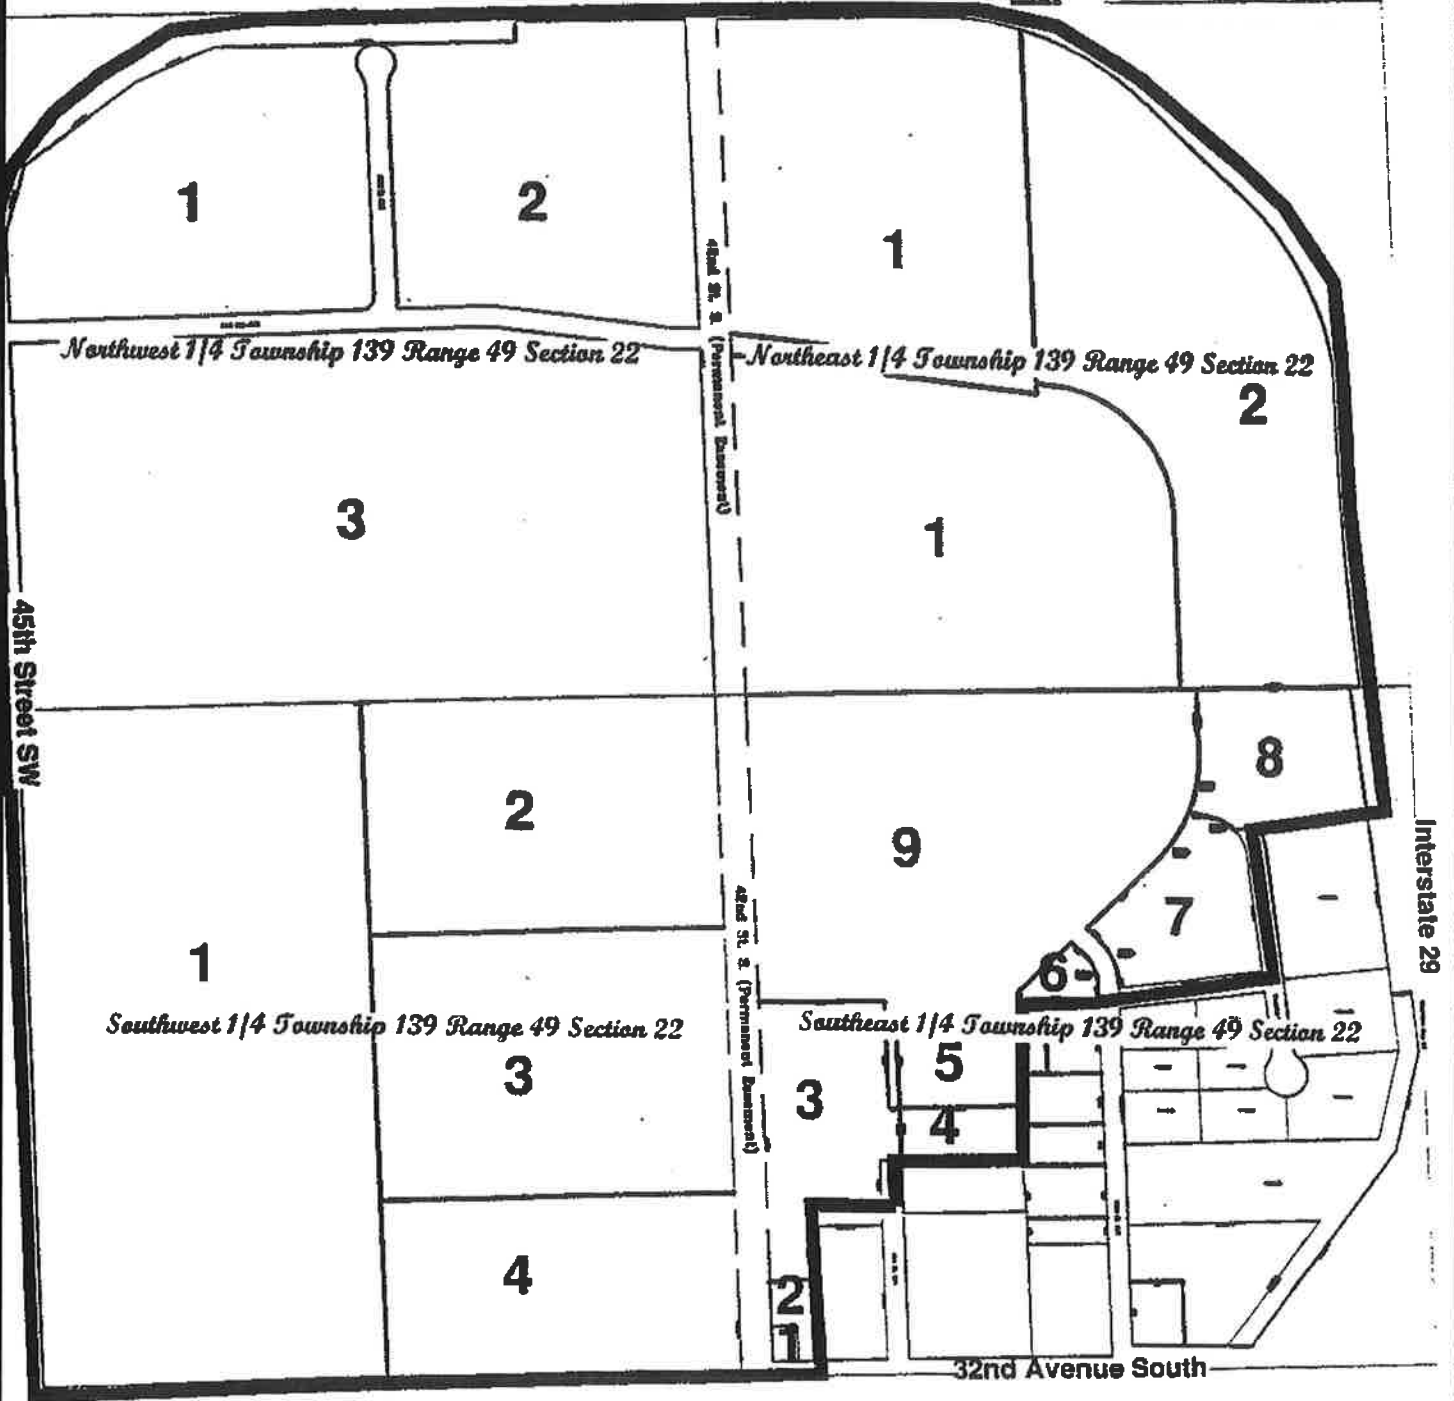 1
2
1
42nd St. S. (Permanent Easement)
Northwest 1/4 Township 139 Range 49 Section 22
Northeast 1/4 Township 139 Range 49 Section 22
2
3
1
45th Street SW
8
2
9
Interstate 29
7
1
6
42nd St. S. (Permanent Easement)
Southwest 1/4 Township 139 Range 49 Section 22
Southeast 1/4 Township 139 Range 49 Section 22
3
5
3
4
4
2
1
32nd Avenue South